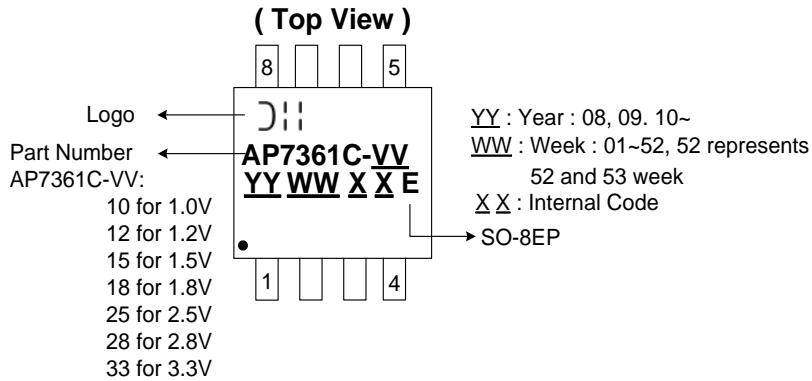 ( Top View )
8 5
Logo
Part Number
AP7361C-VV:
10 for 1.0V
12 for 1.2V
15 for 1.5V
18 for 1.8V
25 for 2.5V
28 for 2.8V
33 for 3.3V
AP7361C-VV
YY WW X X E
1 4
YY : Year : 08, 09. 10~
WW : Week : 01~52, 52 represents
52 and 53 week
X X : Internal Code
SO-8EP